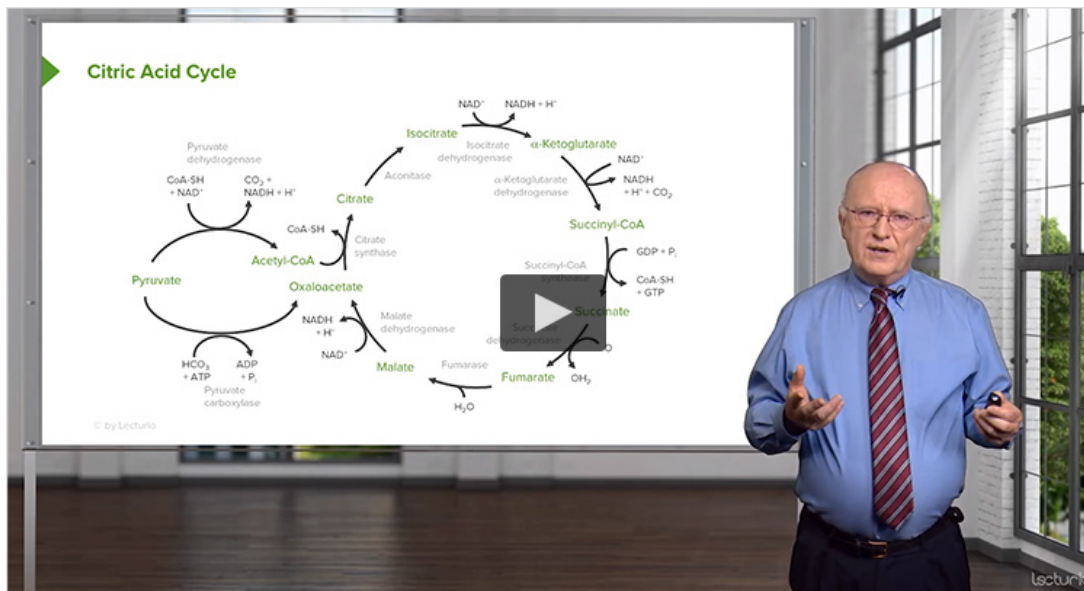 Citric Acid Cycle
NAD⁺ NADH + H⁺
Isocitrate
Isocitrate
dehydrogenase
α-Ketoglutarate
Pyruvate
dehydrogenase
CoA-SH
+ NAD⁺
CO₂ +
NADH + H⁺
Aconitase
α-Ketoglutarate
dehydrogenase
NAD⁺
NADH
+ H⁺ + CO₂
Citrate
CoA-SH
Citrate
synthase
Succinyl-CoA
Acetyl-CoA
GDP + Pᵢ
Succinyl-CoA
CoA-SH
+ GTP
Pyruvate
Oxaloacetate
Succinate
NADH
+ H⁺
Malate
dehydrogenase
dehydrogenase
NAD⁺
Malate
Fumarase
Fumarate
HCO₃
+ ATP
ADP
+ Pᵢ
Pyruvate
carboxylase
H₂O
© by Lecturio